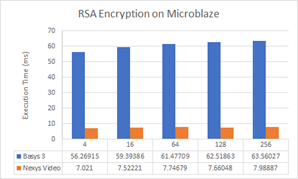 RSA Encryption on Microblaze
Execution Time (ms)
70
60
50
40
30
20
10
0
4 16 64 128 256
Basys 3 56.26915 59.39386 61.47709 62.51863 63.56027
Nexys Video 7.021 7.52221 7.74679 7.66048 7.98887